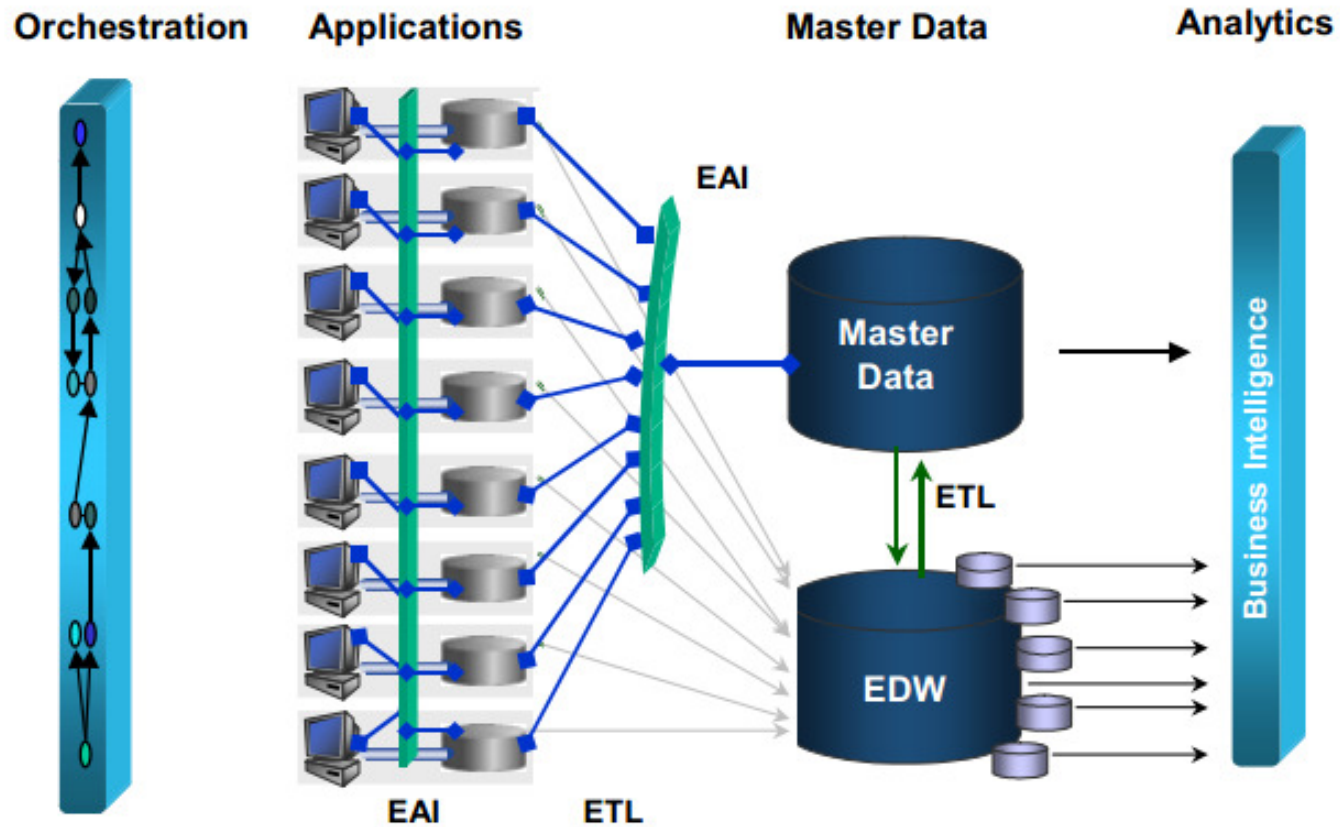 Orchestration
Applications
Master Data
Analytics
EAI
Master
Data
ETL
EDW
Business Intelligence
EAI
ETL